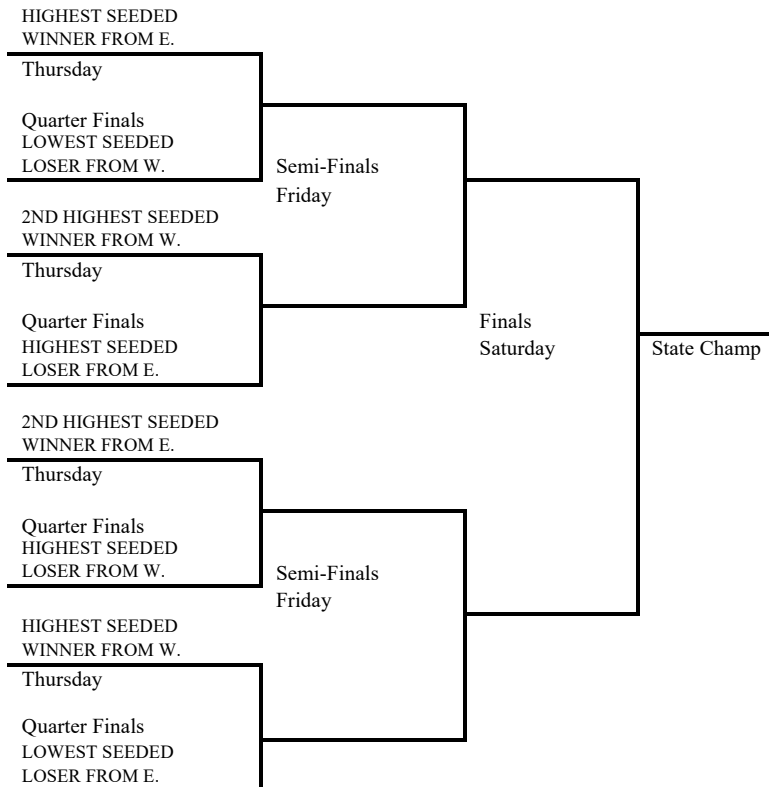 HIGHEST SEEDED
WINNER FROM E.
Thursday
Quarter Finals
LOWEST SEEDED
LOSER FROM W.
Semi-Finals
Friday
2ND HIGHEST SEEDED
WINNER FROM W.
Thursday
Quarter Finals
HIGHEST SEEDED
LOSER FROM E.
Finals
Saturday
State Champ
2ND HIGHEST SEEDED
WINNER FROM E.
Thursday
Quarter Finals
HIGHEST SEEDED
LOSER FROM W.
Semi-Finals
Friday
HIGHEST SEEDED
WINNER FROM W.
Thursday
Quarter Finals
LOWEST SEEDED
LOSER FROM E.